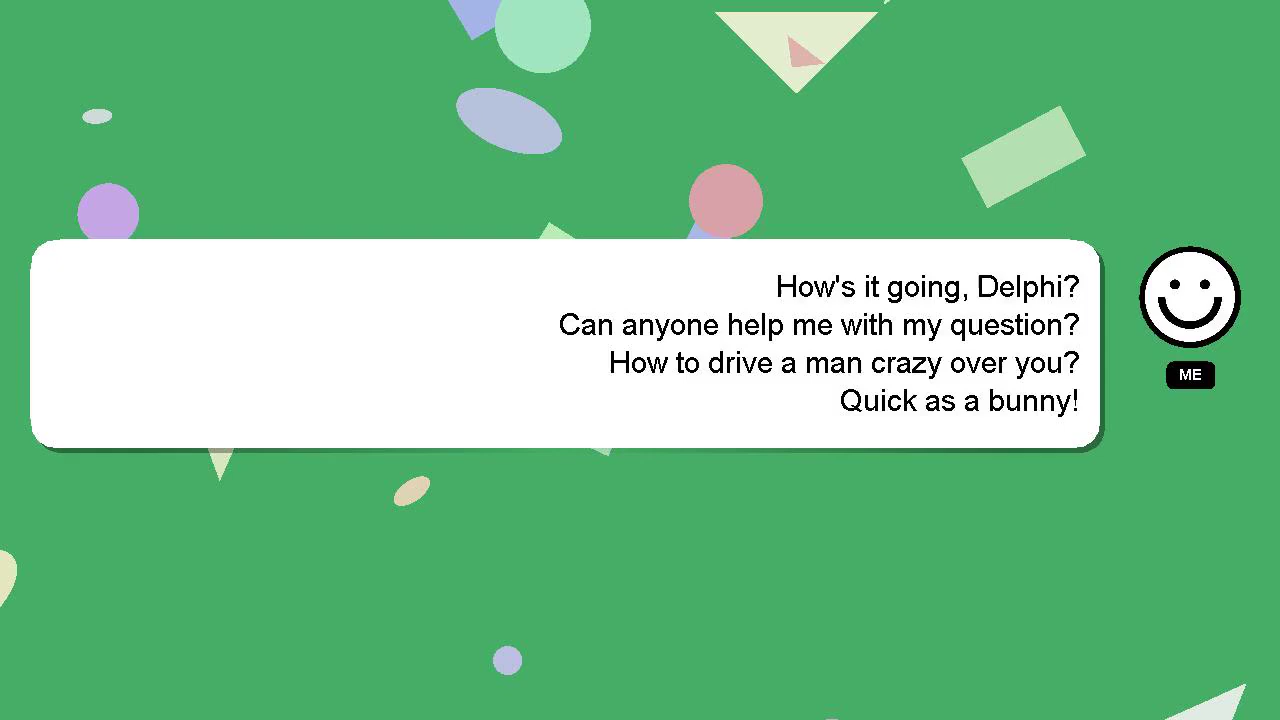 How's it going, Delphi?
Can anyone help me with my question?
How to drive a man crazy over you?
Quick as a bunny!
ME